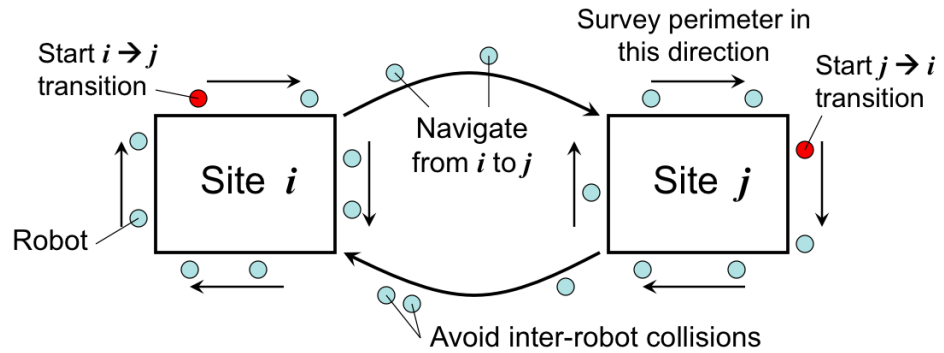 Start i → j
transition
Survey perimeter in
this direction
Start j → i
transition
Navigate
from i to j
Site i
Site j
Robot
Avoid inter-robot collisions